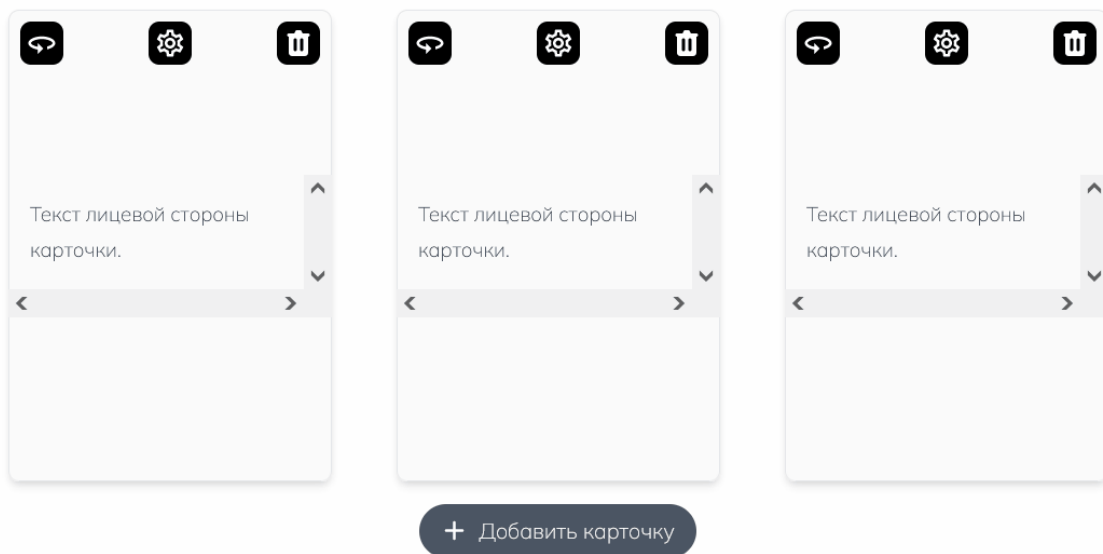 Текст лицевой стороны
карточки.
Текст лицевой стороны
карточки.
Текст лицевой стороны
карточки.
+ Добавить карточку